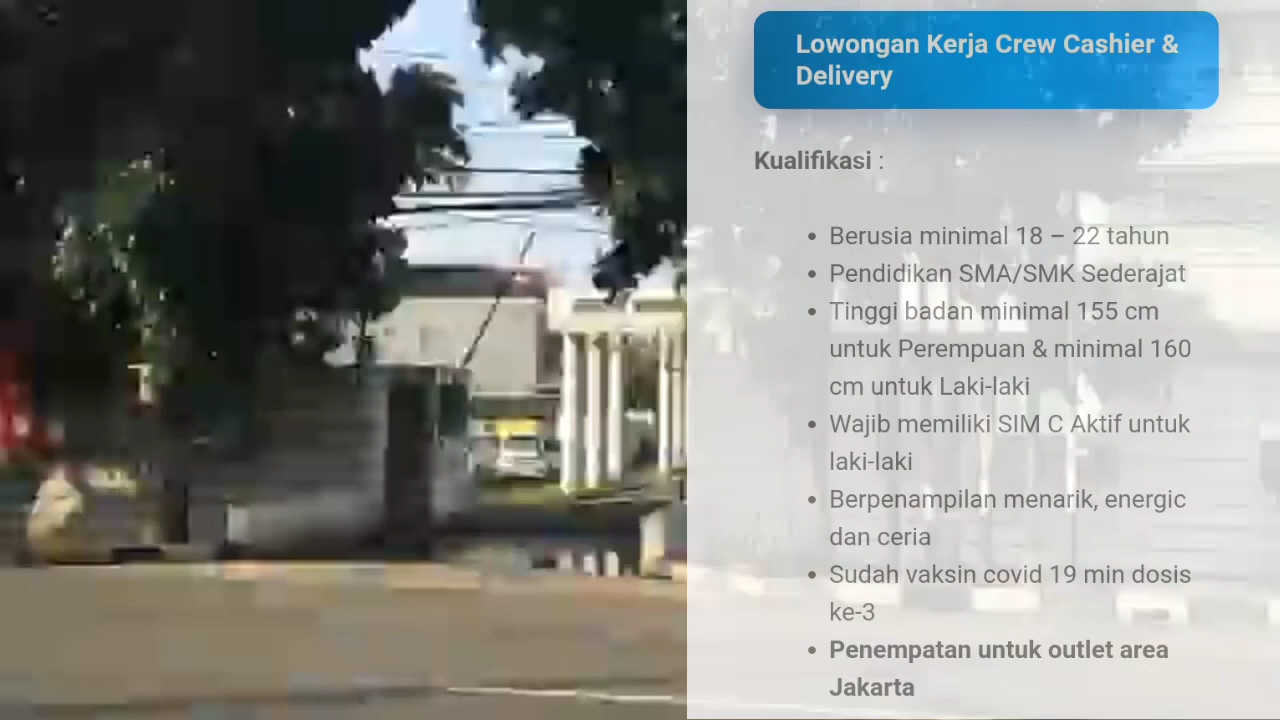 Lowongan Kerja Crew Cashier &
Delivery
Kualifikasi :
• Berusia minimal 18 – 22 tahun
• Pendidikan SMA/SMK Sederajat
• Tinggi badan minimal 155 cm
untuk Perempuan & minimal 160
cm untuk Laki-laki
• Wajib memiliki SIM C Aktif untuk
laki-laki
• Berpenampilan menarik, energic
dan ceria
• Sudah vaksin covid 19 min dosis
ke-3
• Penempatan untuk outlet area
Jakarta